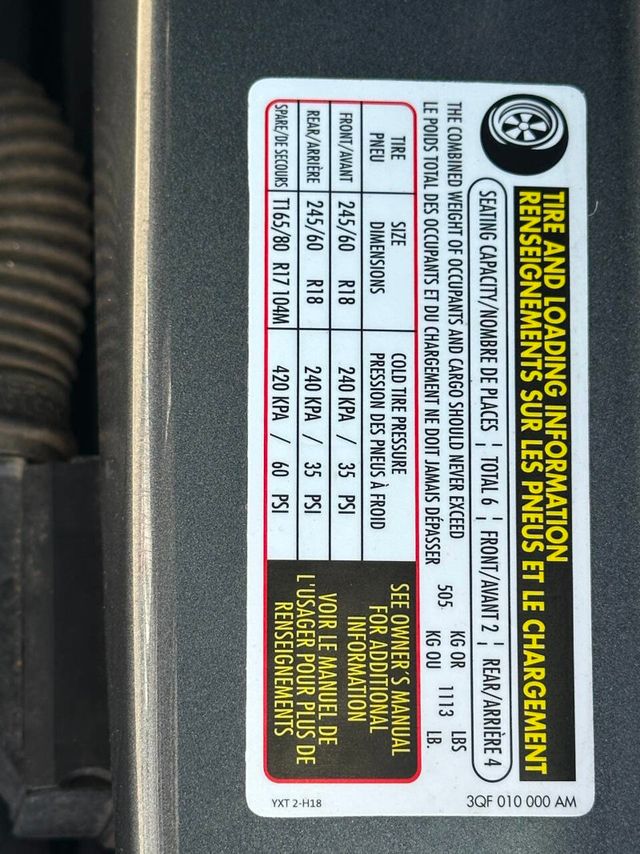 TIRE AND LOADING INFORMATION
RENSEIGNEMENTS SUR LES PNEUS ET LE CHARGEMENT
SEATING CAPACITY/NOMBRE DE PLACES ¦ TOTAL 6 ¦ FRONT/AVANT 2 ¦ REAR/ARRIÈRE 4
THE COMBINED WEIGHT OF OCCUPANTS AND CARGO SHOULD NEVER EXCEED
LE POIDS TOTAL DES OCCUPANTS ET DU CHARGEMENT NE DOIT JAMAIS DÉPASSER
505 KG OR 1113 LBS
KG OU LB.
TIRE SIZE COLD TIRE PRESSURE
PNEU DIMENSIONS PRESSION DES PNEUS À FROID
FRONT/AVANT 245/60 R18 240 KPA / 35 PSI
REAR/ARRIÈRE 245/60 R18 240 KPA / 35 PSI
SPARE/DE SECOURS T165/80 R17 104M 420 KPA / 60 PSI
SEE OWNER'S MANUAL
FOR ADDITIONAL
INFORMATION
VOIR LE MANUEL DE
L'USAGER POUR PLUS DE
RENSEIGNEMENTS
3QF 010 000 AM
YXT 2-H18